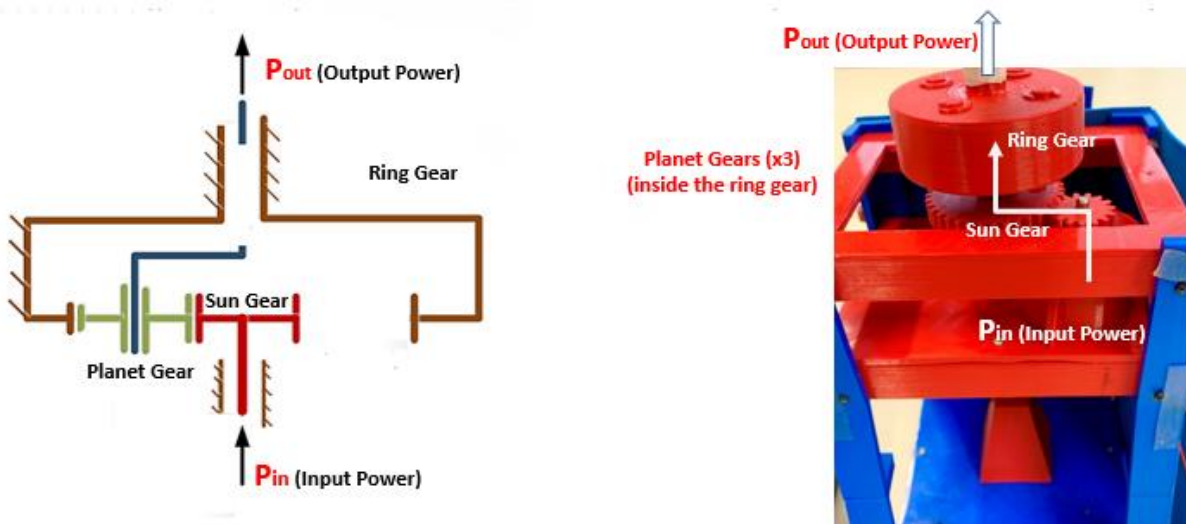 Pout (Output Power)
Ring Gear
Sun Gear
Planet Gear
Pin (Input Power)
Pout (Output Power)
Planet Gears (x3)
(inside the ring gear)
Ring Gear
Sun Gear
Pin (Input Power)